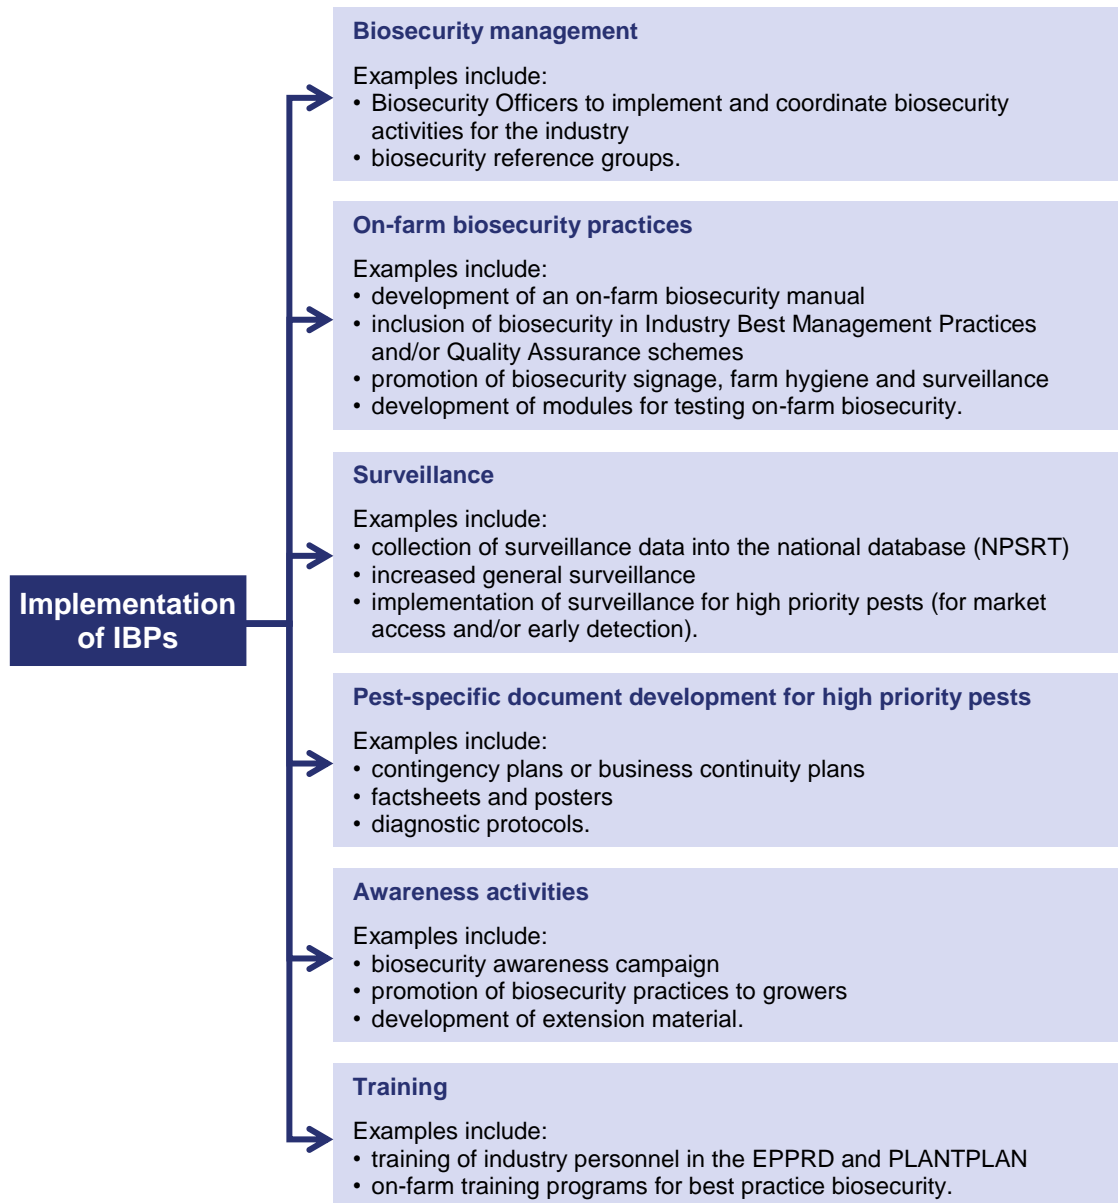 Biosecurity management
Examples include:
• Biosecurity Officers to implement and coordinate biosecurity
activities for the industry
• biosecurity reference groups.
On-farm biosecurity practices
Examples include:
• development of an on-farm biosecurity manual
• inclusion of biosecurity in Industry Best Management Practices
and/or Quality Assurance schemes
• promotion of biosecurity signage, farm hygiene and surveillance
• development of modules for testing on-farm biosecurity.
Surveillance
Examples include:
• collection of surveillance data into the national database (NPSRT)
• increased general surveillance
• implementation of surveillance for high priority pests (for market
access and/or early detection).
Implementation
of IBPs
Pest-specific document development for high priority pests
Examples include:
• contingency plans or business continuity plans
• factsheets and posters
• diagnostic protocols.
Awareness activities
Examples include:
• biosecurity awareness campaign
• promotion of biosecurity practices to growers
• development of extension material.
Training
Examples include:
• training of industry personnel in the EPPRD and PLANTPLAN
• on-farm training programs for best practice biosecurity.